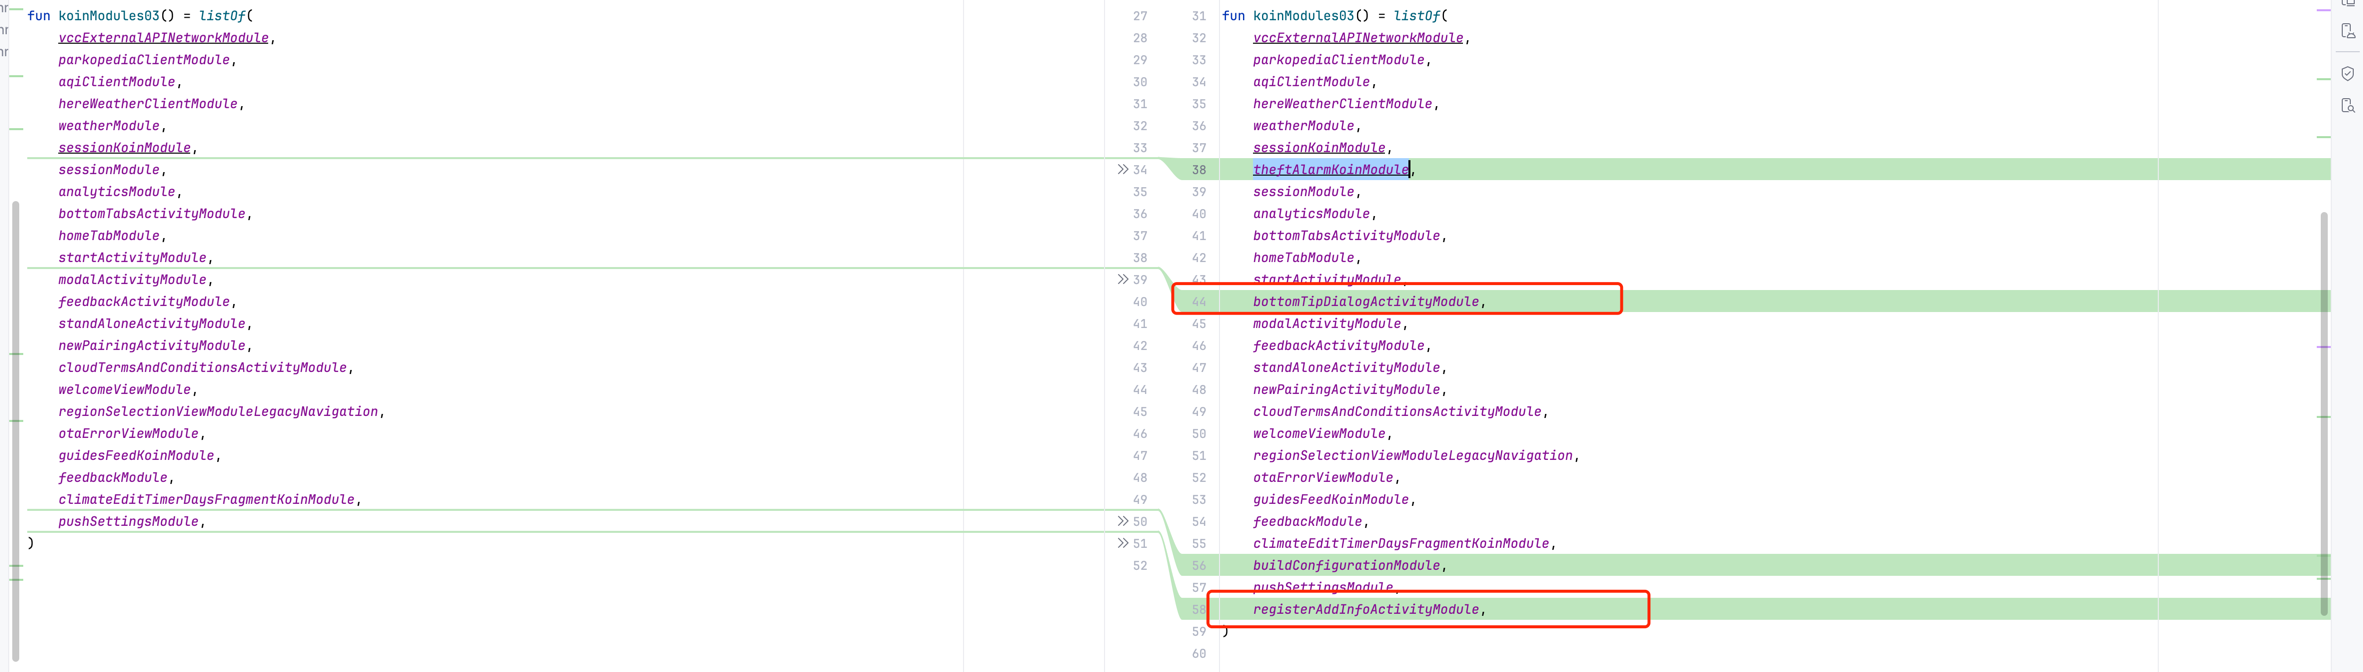 fun koinModules03() = listOf(
vccExternalAPINetworkModule,
parkopediaClientModule,
aqiClientModule,
hereWeatherClientModule,
weatherModule,
sessionKoinModule,
sessionModule,
analyticsModule,
bottomTabsActivityModule,
homeTabModule,
startActivityModule,
modalActivityModule,
feedbackActivityModule,
standAloneActivityModule,
newPairingActivityModule,
cloudTermsAndConditionsActivityModule,
welcomeViewModule,
regionSelectionViewModuleLegacyNavigation,
otaErrorViewModule,
guidesFeedKoinModule,
feedbackModule,
climateEditTimerDaysFragmentKoinModule,
pushSettingsModule,
)
27
28
29
30
31
32
33
34
35
36
37
38
39
40
41
42
43
44
45
46
47
48
49
50
51
52
31 fun koinModules03() = listOf(
32 vccExternalAPINetworkModule,
33 parkopediaClientModule,
34 aqiClientModule,
35 hereWeatherClientModule,
36 weatherModule,
37 sessionKoinModule,
38 theftAlarmKoinModule,
39 sessionModule,
40 analyticsModule,
41 bottomTabsActivityModule,
42 homeTabModule,
43 startActivityModule,
44 bottomTipDialogActivityModule,
45 modalActivityModule,
46 feedbackActivityModule,
47 standAloneActivityModule,
48 newPairingActivityModule,
49 cloudTermsAndConditionsActivityModule,
50 welcomeViewModule,
51 regionSelectionViewModuleLegacyNavigation,
52 otaErrorViewModule,
53 guidesFeedKoinModule,
54 feedbackModule,
55 climateEditTimerDaysFragmentKoinModule,
56 buildConfigurationModule,
57 pushSettingsModule,
58 registerAddInfoActivityModule,
59 )
60